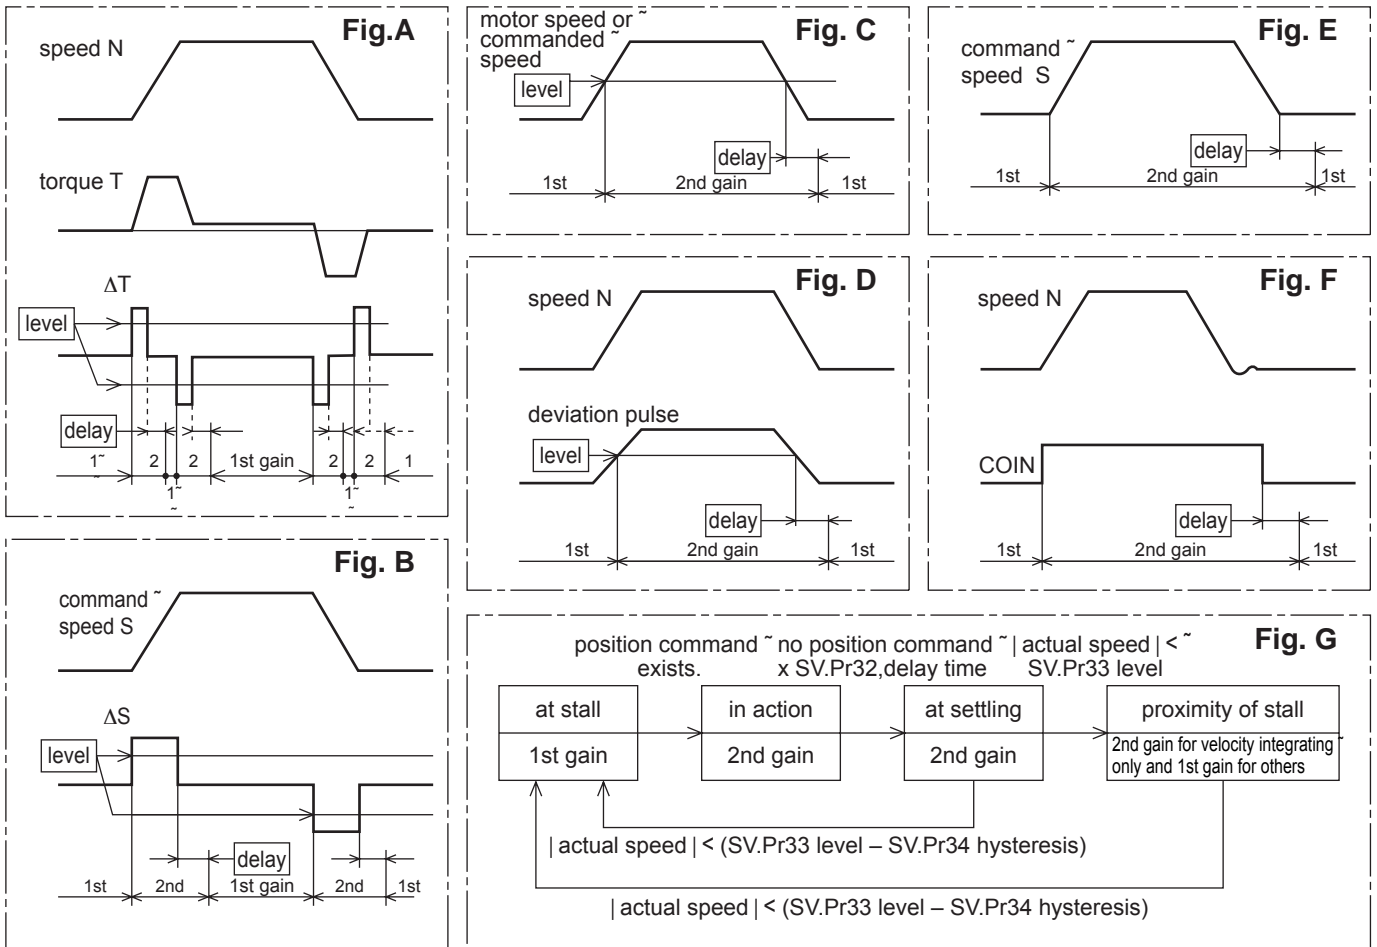 Fig.A
speed N
torque T
ΔT
level
delay
1~
~
2
2
1st gain
2
2
1
1~
~
1~
~
Fig. B
command ~
speed S
ΔS
level
delay
1st
2nd
1st gain
2nd
1st
motor speed or ~
commanded ~
speed
Fig. C
level
delay
1st
2nd gain
1st
Fig. D
speed N
deviation pulse
level
delay
1st
2nd gain
1st
Fig. E
command ~
speed S
delay
1st
2nd gain
1st
Fig. F
speed N
COIN
delay
1st
2nd gain
1st
Fig. G
position command ~
exists.
no position command ~
x SV.Pr32,delay time
| actual speed | < ~
SV.Pr33 level
at stall
1st gain
in action
2nd gain
at settling
2nd gain
proximity of stall
2nd gain for velocity integrating ~
only and 1st gain for others
| actual speed | < (SV.Pr33 level – SV.Pr34 hysteresis)
| actual speed | < (SV.Pr33 level – SV.Pr34 hysteresis)